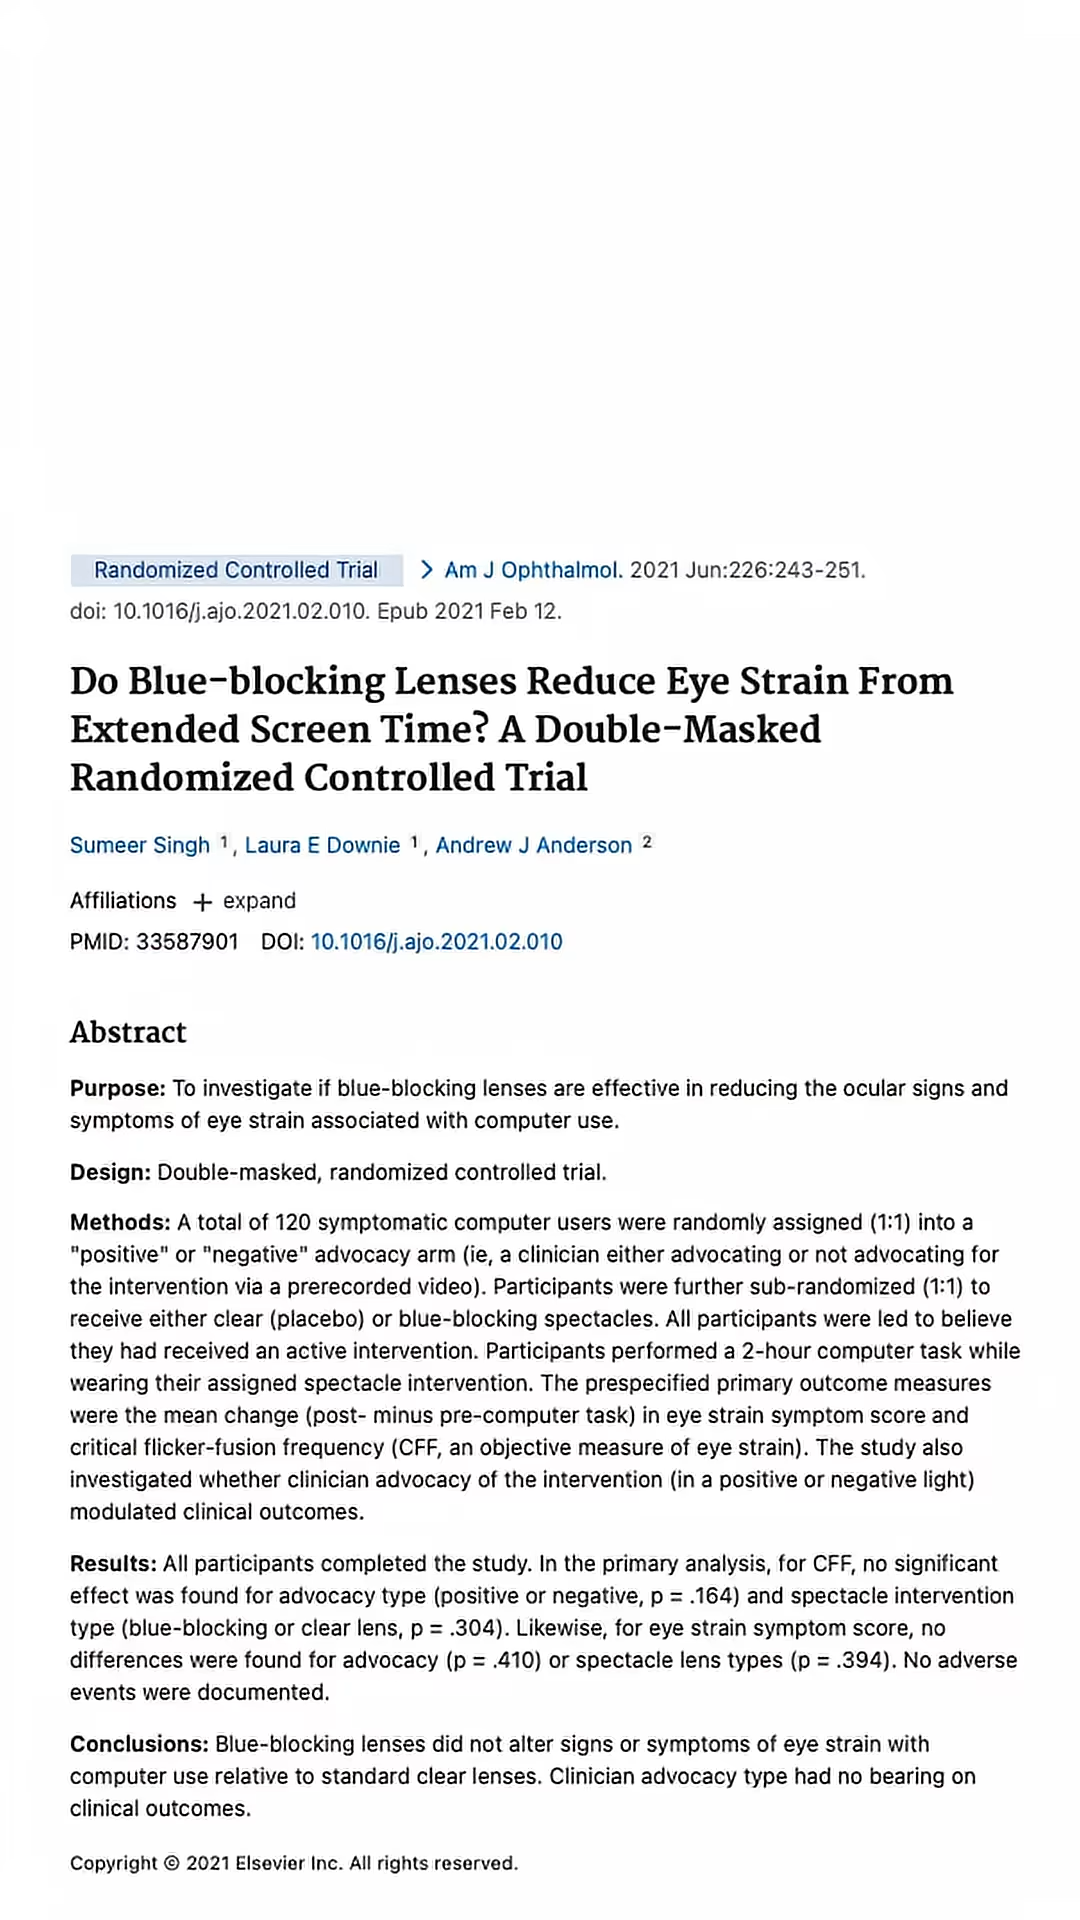 Randomized Controlled Trial > Am J Ophthalmol. 2021 Jun:226:243-251.
doi: 10.1016/j.ajo.2021.02.010. Epub 2021 Feb 12.
Do Blue-blocking Lenses Reduce Eye Strain From
Extended Screen Time? A Double-Masked
Randomized Controlled Trial
Sumeer Singh 1, Laura E Downie 1, Andrew J Anderson 2
Affiliations + expand
PMID: 33587901 DOI: 10.1016/j.ajo.2021.02.010
Abstract
Purpose: To investigate if blue-blocking lenses are effective in reducing the ocular signs and
symptoms of eye strain associated with computer use.
Design: Double-masked, randomized controlled trial.
Methods: A total of 120 symptomatic computer users were randomly assigned (1:1) into a
"positive" or "negative" advocacy arm (ie, a clinician either advocating or not advocating for
the intervention via a prerecorded video). Participants were further sub-randomized (1:1) to
receive either clear (placebo) or blue-blocking spectacles. All participants were led to believe
they had received an active intervention. Participants performed a 2-hour computer task while
wearing their assigned spectacle intervention. The prespecified primary outcome measures
were the mean change (post- minus pre-computer task) in eye strain symptom score and
critical flicker-fusion frequency (CFF, an objective measure of eye strain). The study also
investigated whether clinician advocacy of the intervention (in a positive or negative light)
modulated clinical outcomes.
Results: All participants completed the study. In the primary analysis, for CFF, no significant
effect was found for advocacy type (positive or negative, p = .164) and spectacle intervention
type (blue-blocking or clear lens, p = .304). Likewise, for eye strain symptom score, no
differences were found for advocacy (p = .410) or spectacle lens types (p = .394). No adverse
events were documented.
Conclusions: Blue-blocking lenses did not alter signs or symptoms of eye strain with
computer use relative to standard clear lenses. Clinician advocacy type had no bearing on
clinical outcomes.
Copyright © 2021 Elsevier Inc. All rights reserved.